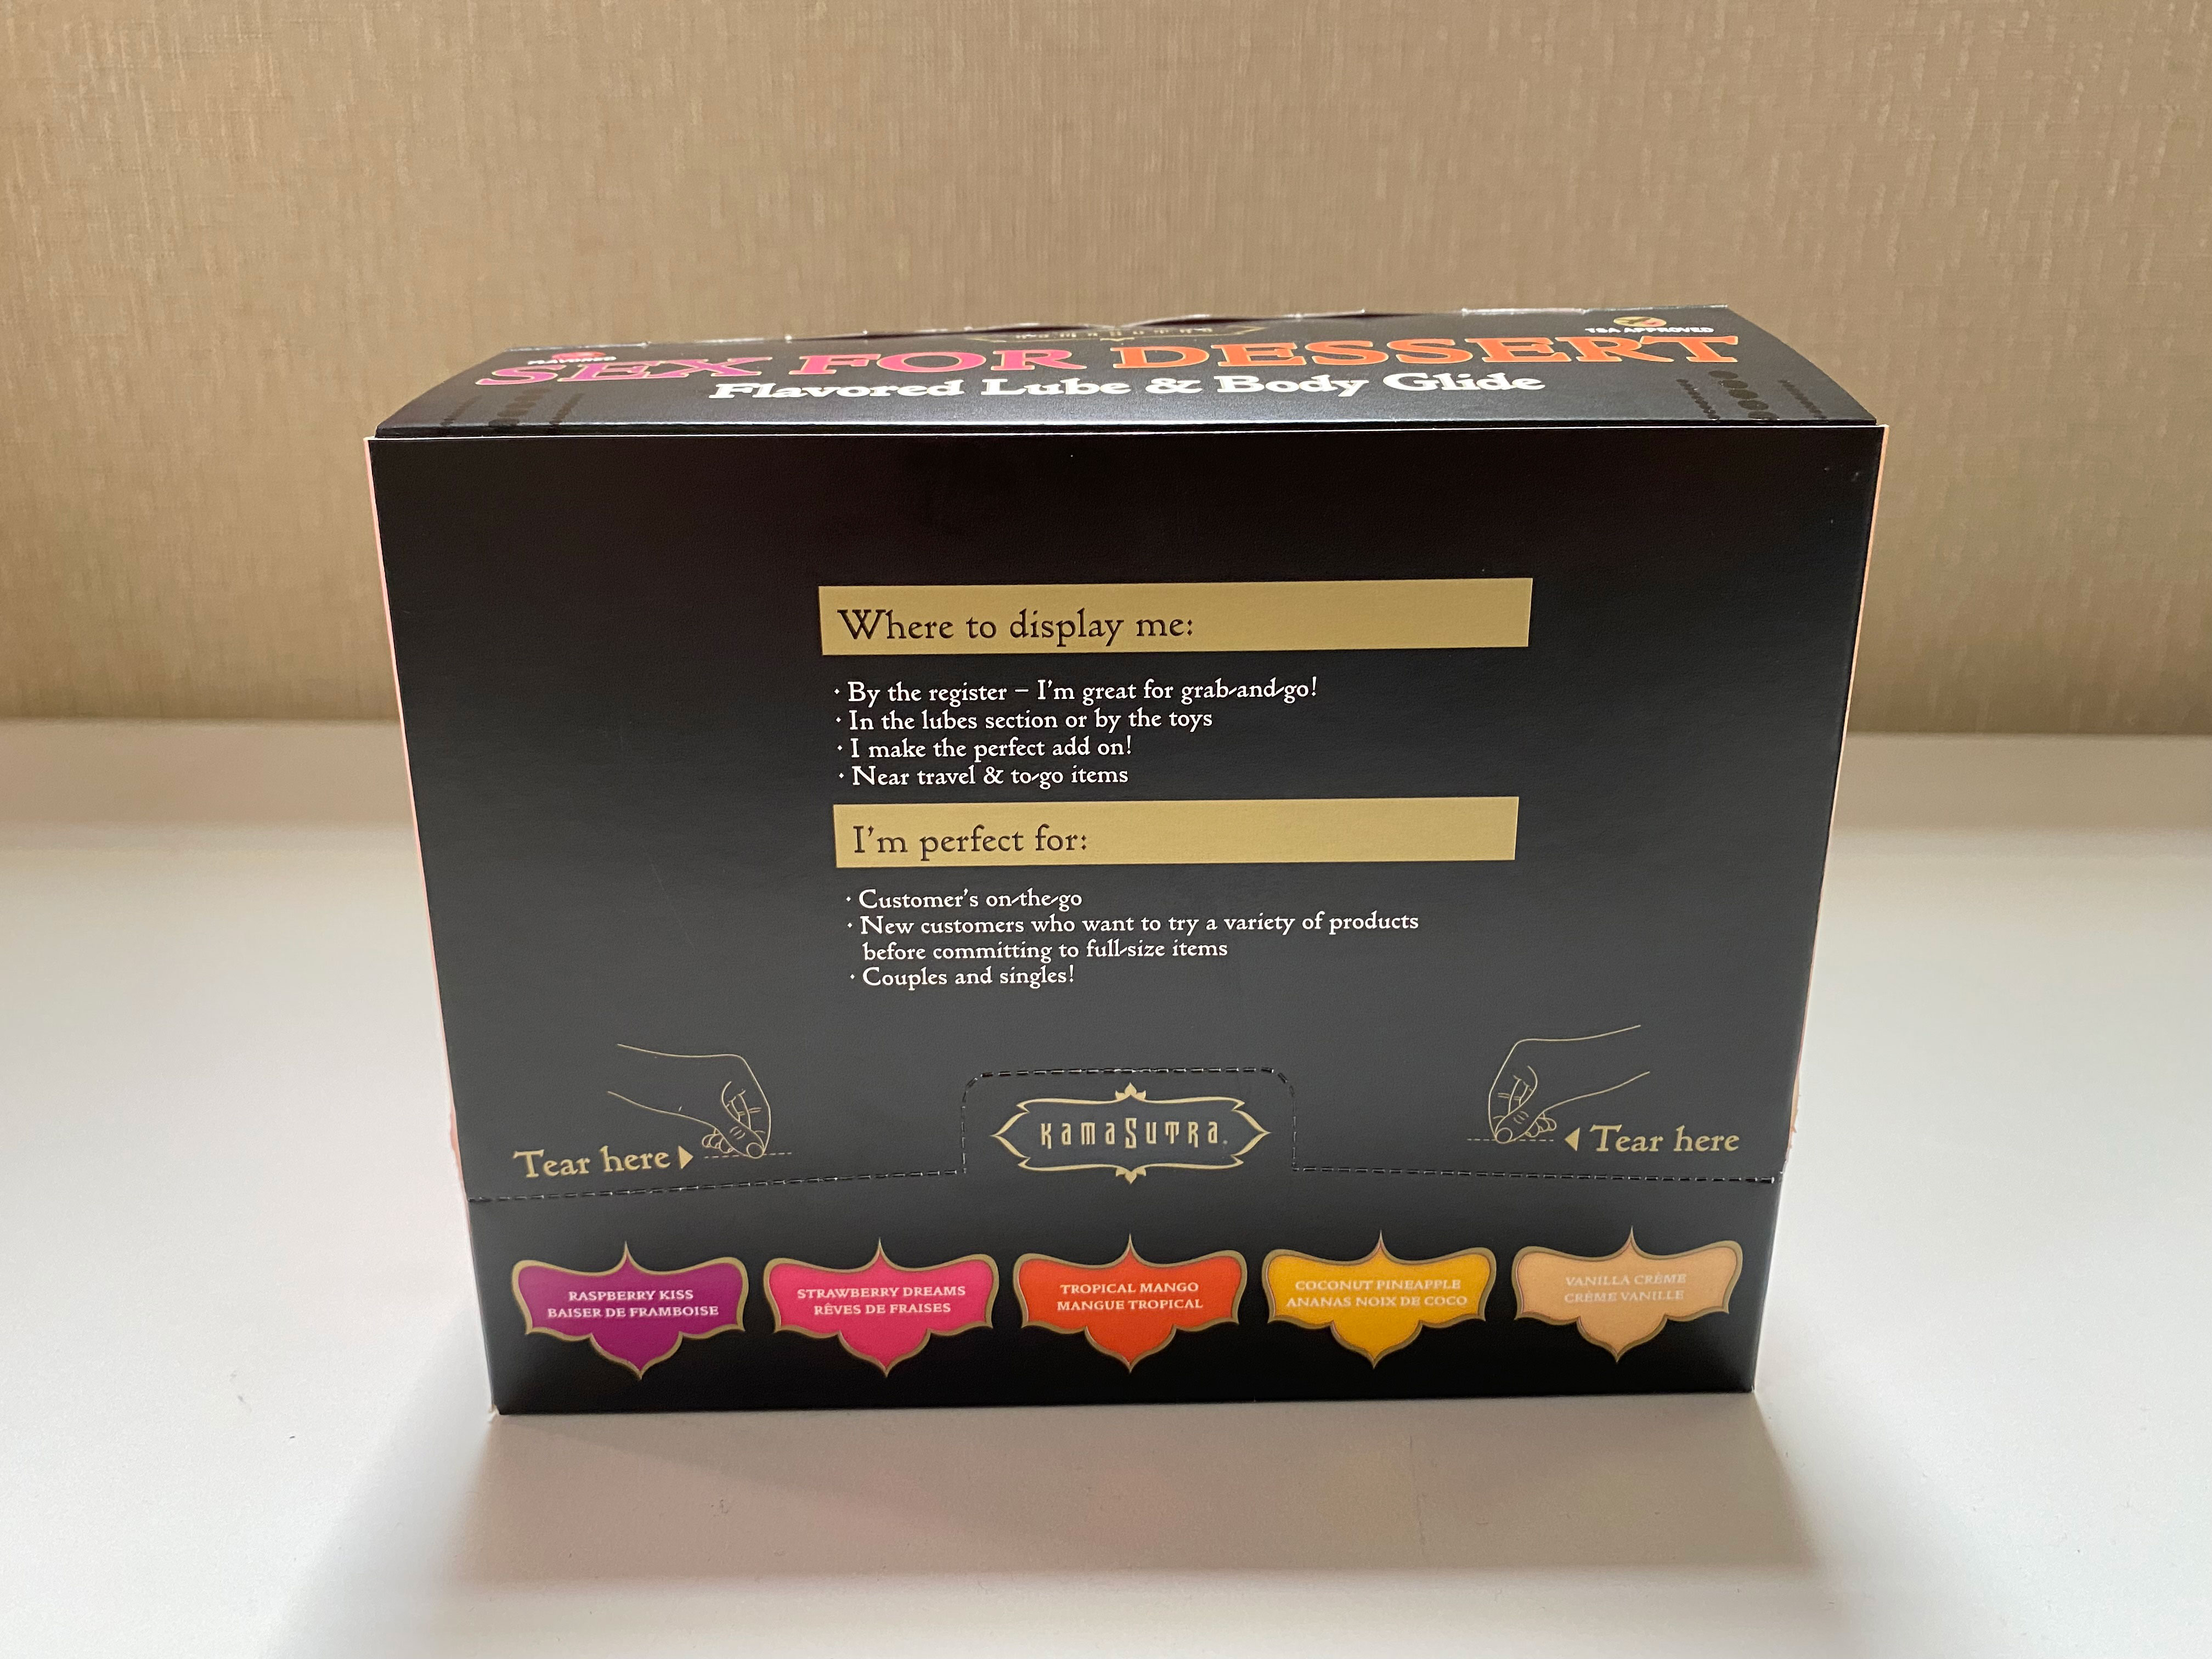 FLAVORED
TSA APPROVED
SEX FOR DESSERT
Flavored Lube & Body Glide
Where to display me:
· By the register – I'm great for grab-and-go!
· In the lubes section or by the toys
· I make the perfect add on!
· Near travel & to-go items
I'm perfect for:
· Customer's on-the-go
· New customers who want to try a variety of products
before committing to full-size items
· Couples and singles!
Tear here
KamaSutra®
Tear here
RASPBERRY KISS
BAISER DE FRAMBOISE
STRAWBERRY DREAMS
RÊVES DE FRAISES
TROPICAL MANGO
MANGUE TROPICAL
COCONUT PINEAPPLE
ANANAS NOIX DE COCO
VANILLA CRÈME
CRÈME VANILLE